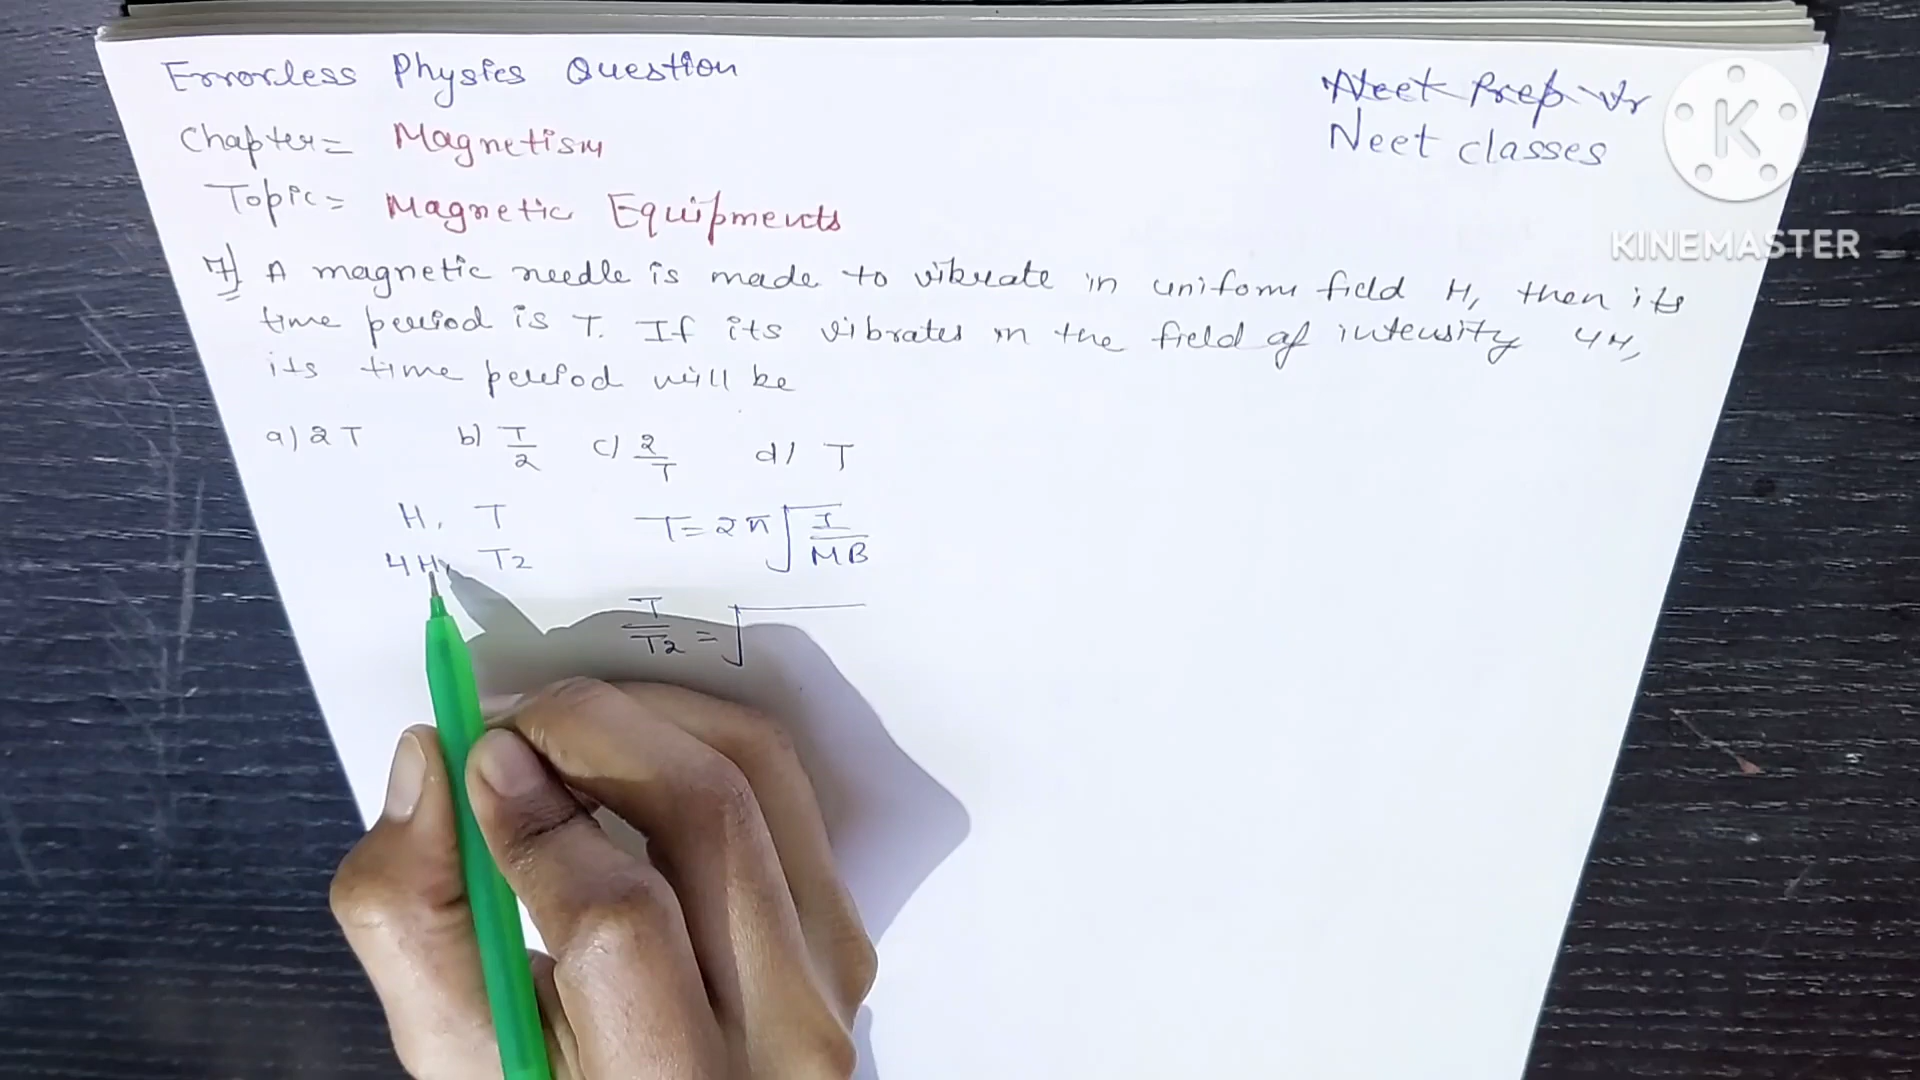 Errorless Physics Question
Neet Prep Vr
Chapter= Magnetism
Neet classes
Topic= Magnetic Equipments
KINEMASTER
7) A magnetic needle is made to vibrate in uniform field H, then its
time period is T. If its vibrates in the field of intensity 4H,
its time period will be
a) 2T b) T/2 c) 2/T d) T
H, T T=2π√I/MB
4H, T2
T/T2 = √